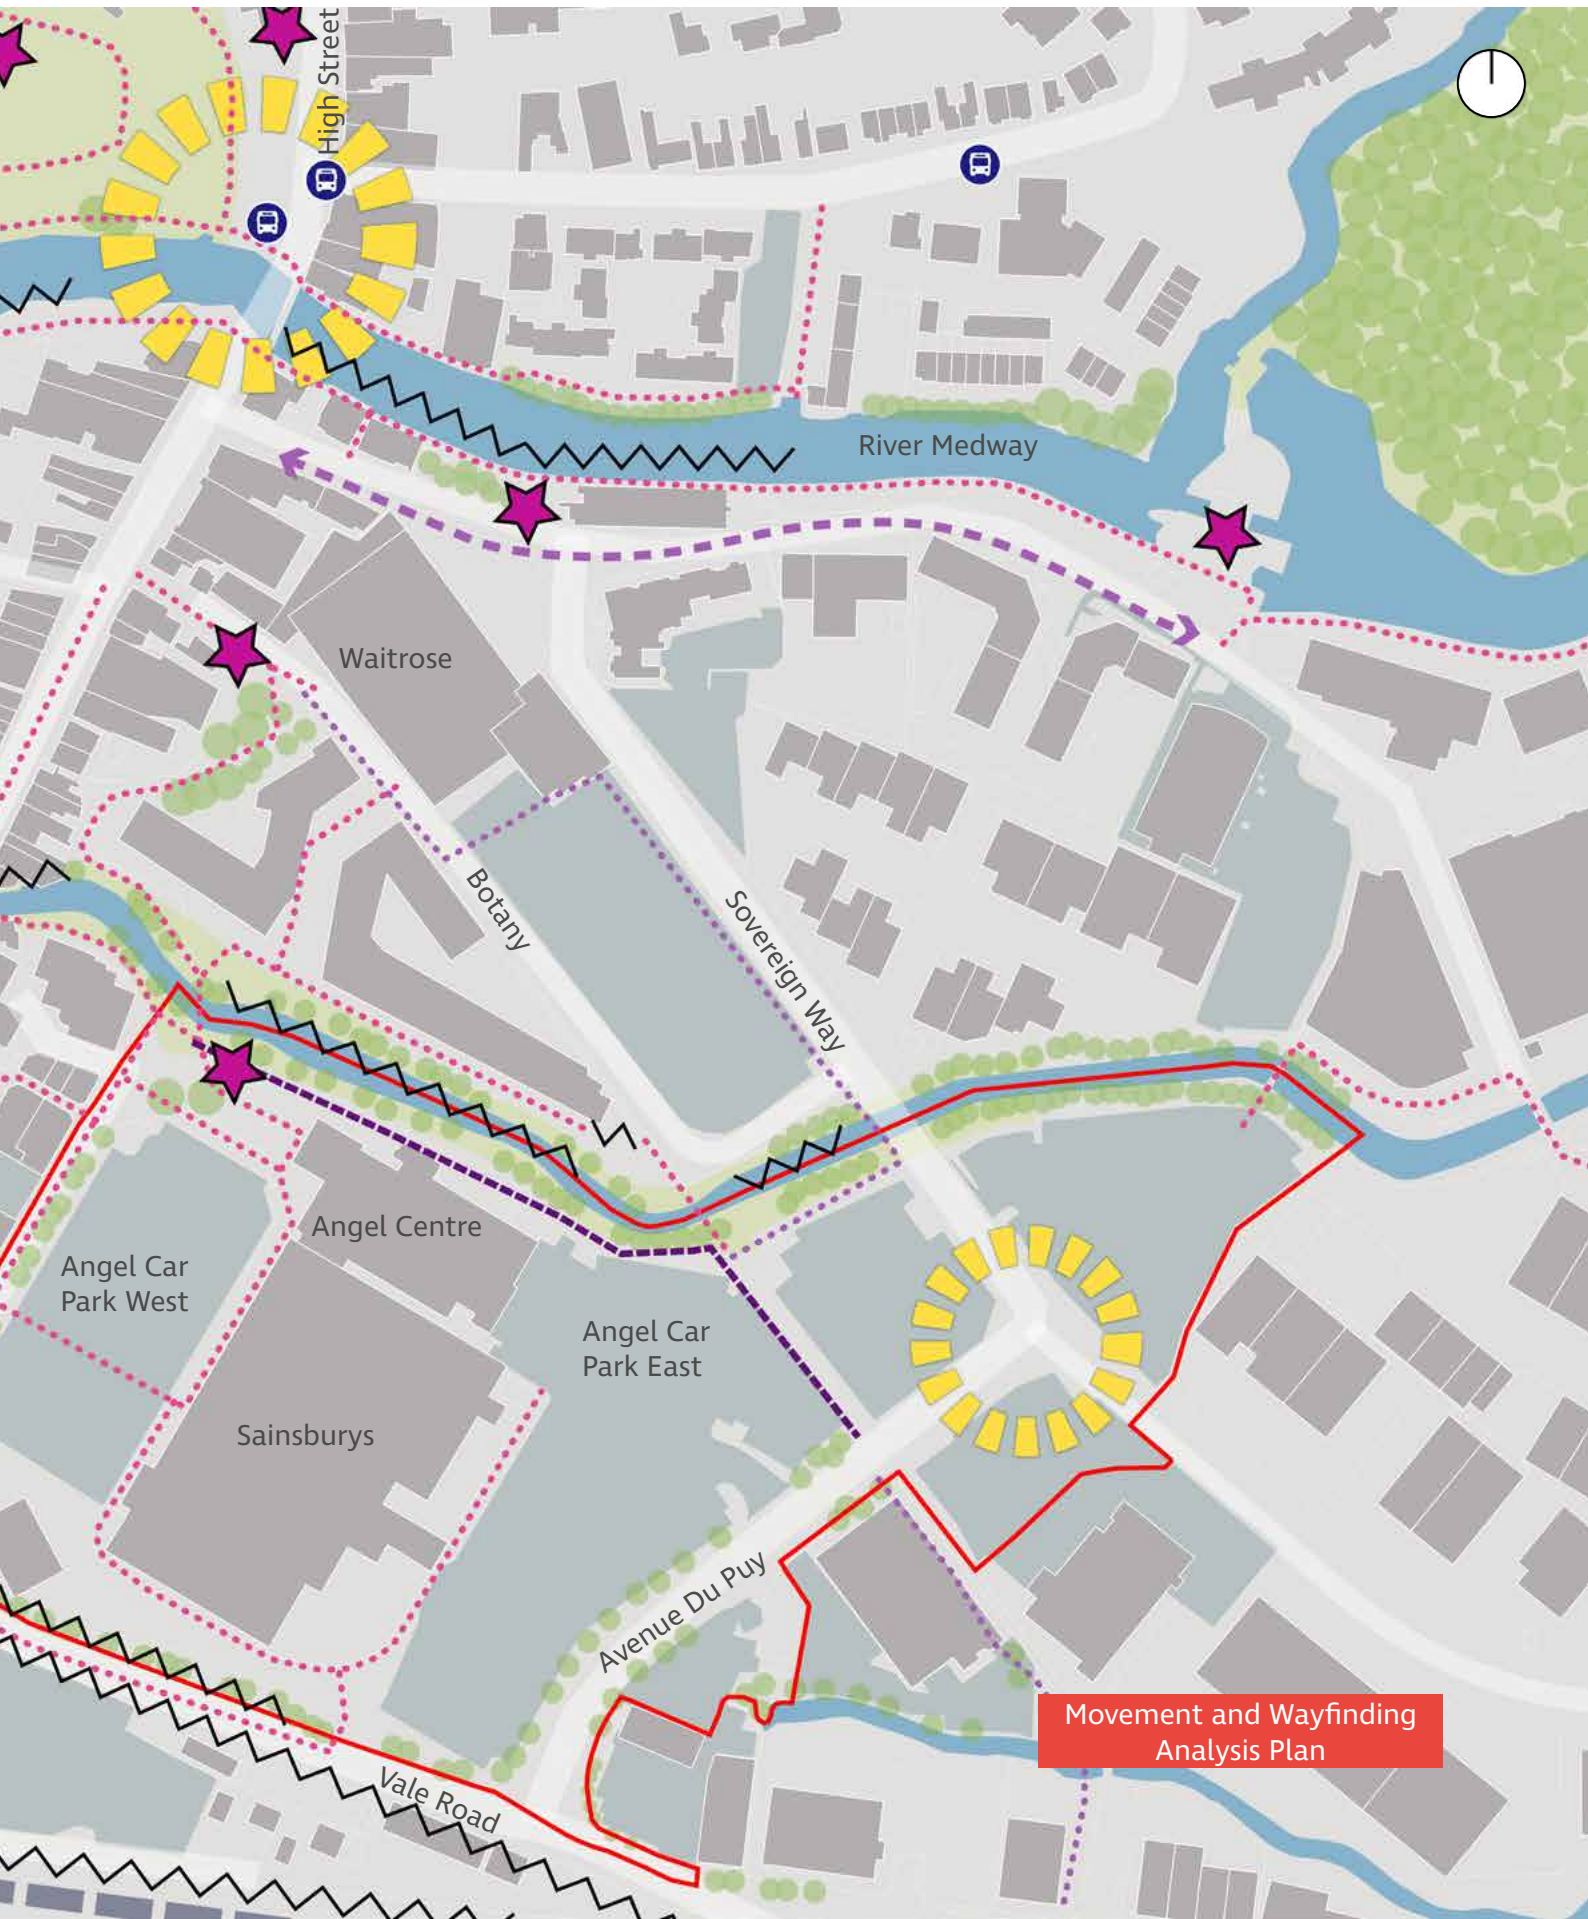 High Street
River Medway
Waitrose
Botany
Sovereign Way
Angel Centre
Angel Car
Park West
Angel Car
Park East
Sainsburys
Avenue Du Puy
Movement and Wayfinding
Analysis Plan
Vale Road